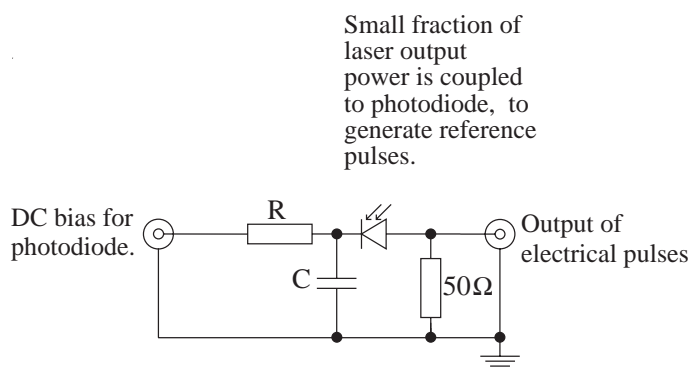 Small fraction of
laser output
power is coupled
to photodiode, to
generate reference
pulses.
DC bias for
photodiode.
R
C
50Ω
Output of
electrical pulses